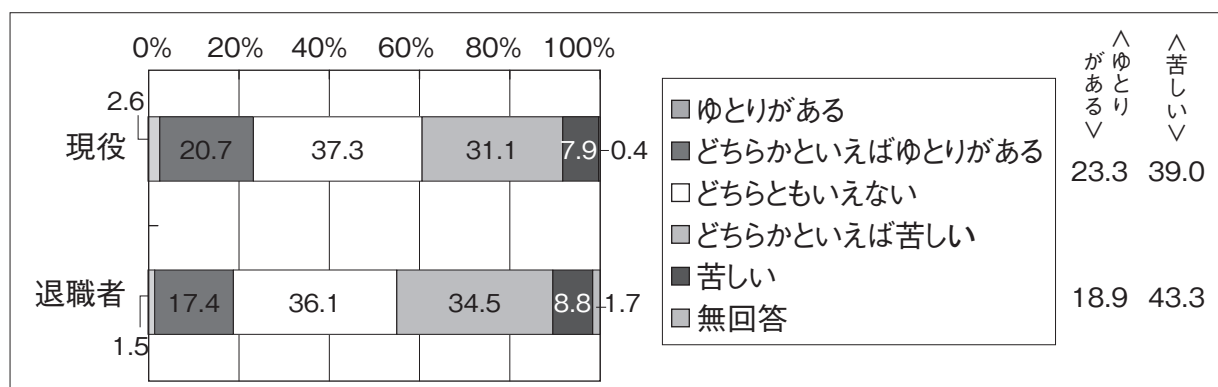 0% 20% 40% 60% 80% 100%
2.6
現役
20.7 37.3 31.1 7.9 0.4
退職者
17.4 36.1 34.5 8.8 1.7
1.5
ゆとりがある
どちらかといえばゆとりがある
どちらともいえない
どちらかといえば苦しい
苦しい
無回答
<ゆとり
がある>
<苦しい>
23.3 39.0
18.9 43.3